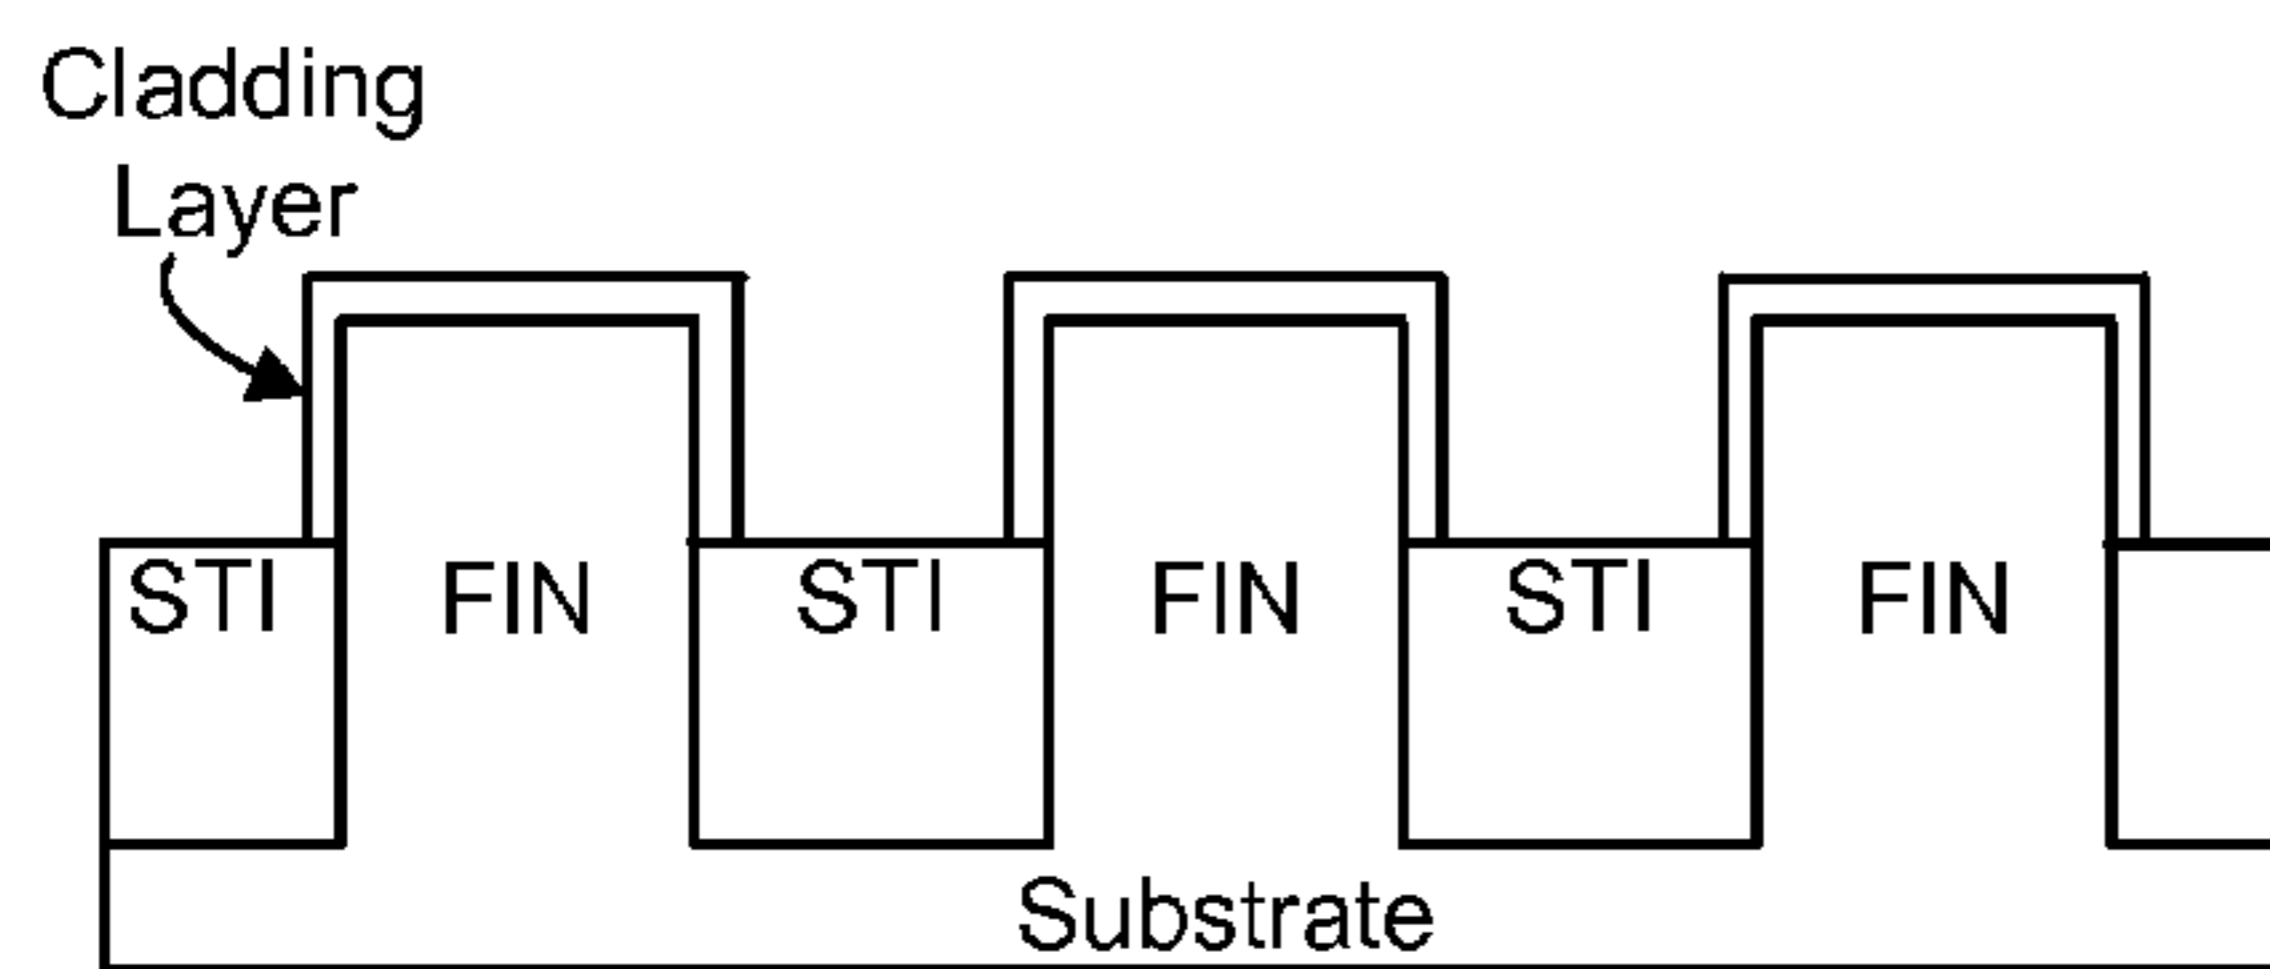 Cladding
Layer
STI FIN STI FIN STI FIN
Substrate